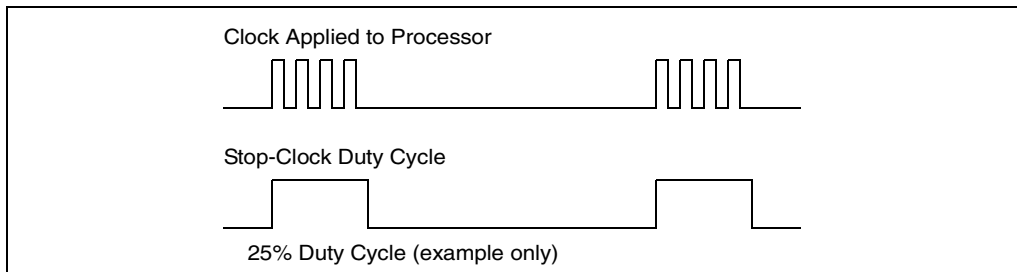 Clock Applied to Processor
Stop-Clock Duty Cycle
25% Duty Cycle (example only)